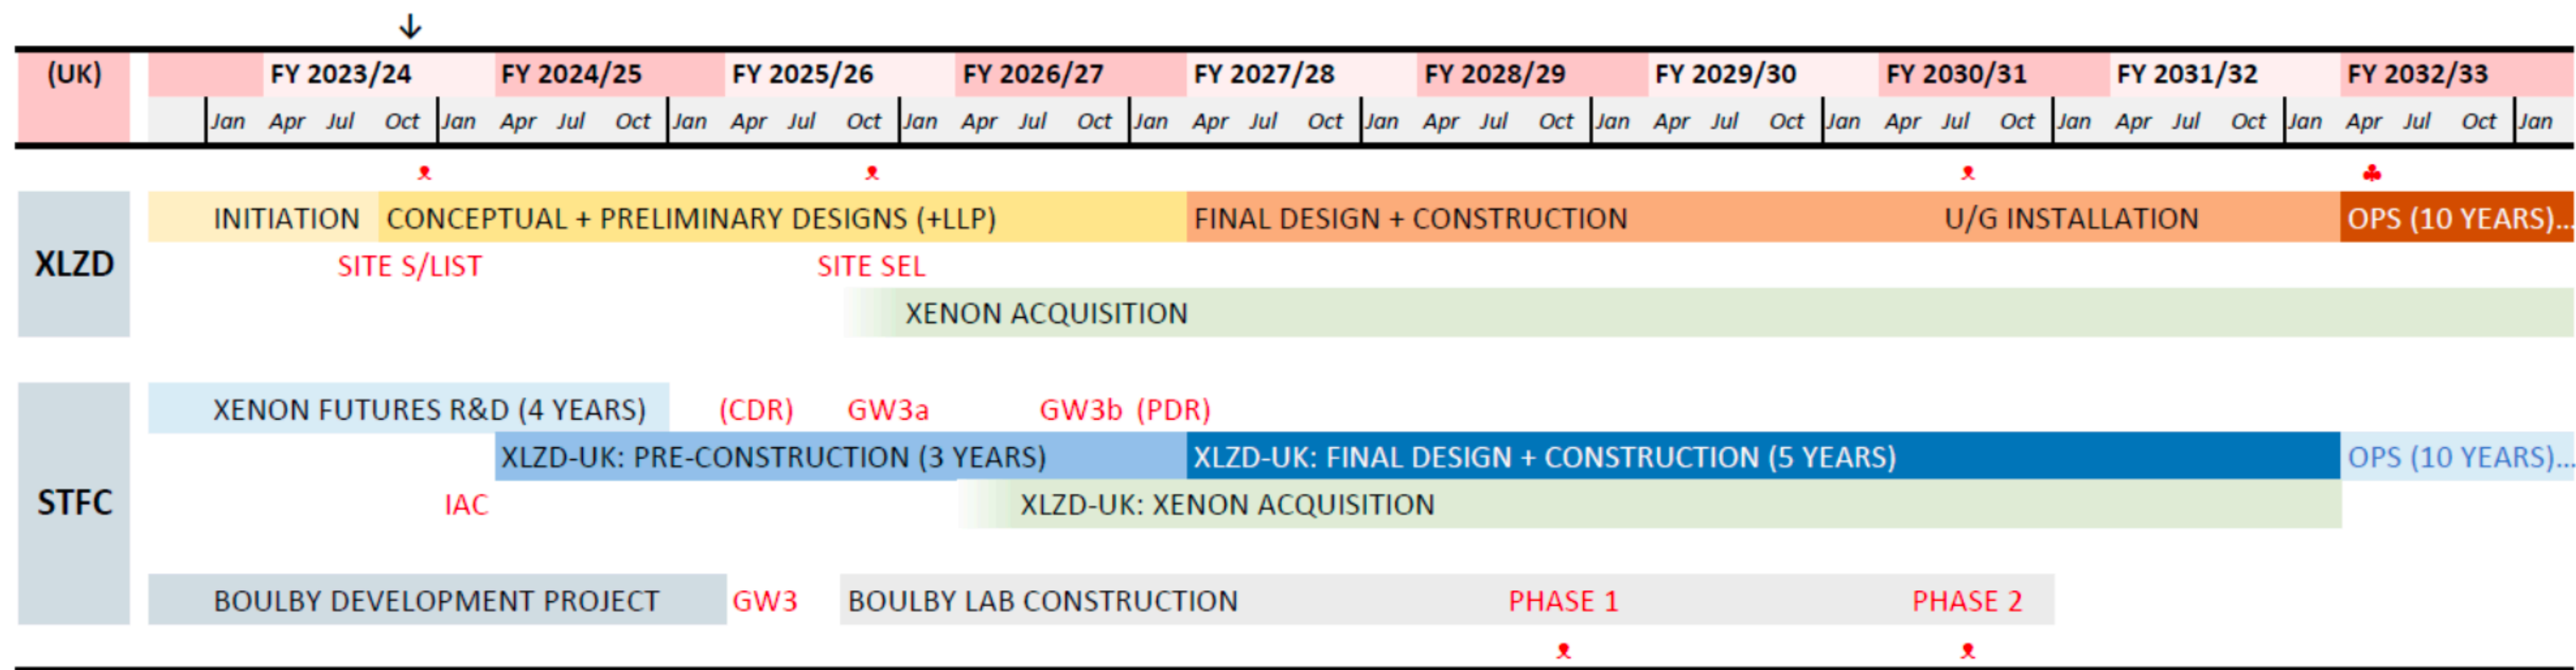 ↓
(UK) FY 2023/24 FY 2024/25 FY 2025/26 FY 2026/27 FY 2027/28 FY 2028/29 FY 2029/30 FY 2030/31 FY 2031/32 FY 2032/33
Jan Apr Jul Oct Jan Apr Jul Oct Jan Apr Jul Oct Jan Apr Jul Oct Jan Apr Jul Oct Jan Apr Jul Oct Jan Apr Jul Oct Jan Apr Jul Oct Jan Apr Jul Oct Jan Apr Jul Oct Jan
INITIATION CONCEPTUAL + PRELIMINARY DESIGNS (+LLP) FINAL DESIGN + CONSTRUCTION U/G INSTALLATION OPS (10 YEARS)...
XLZD SITE S/LIST SITE SEL
XENON ACQUISITION
XENON FUTURES R&D (4 YEARS) (CDR) GW3a GW3b (PDR)
XLZD-UK: PRE-CONSTRUCTION (3 YEARS) XLZD-UK: FINAL DESIGN + CONSTRUCTION (5 YEARS) OPS (10 YEARS)...
STFC IAC XLZD-UK: XENON ACQUISITION
BOULBY DEVELOPMENT PROJECT GW3 BOULBY LAB CONSTRUCTION PHASE 1 PHASE 2